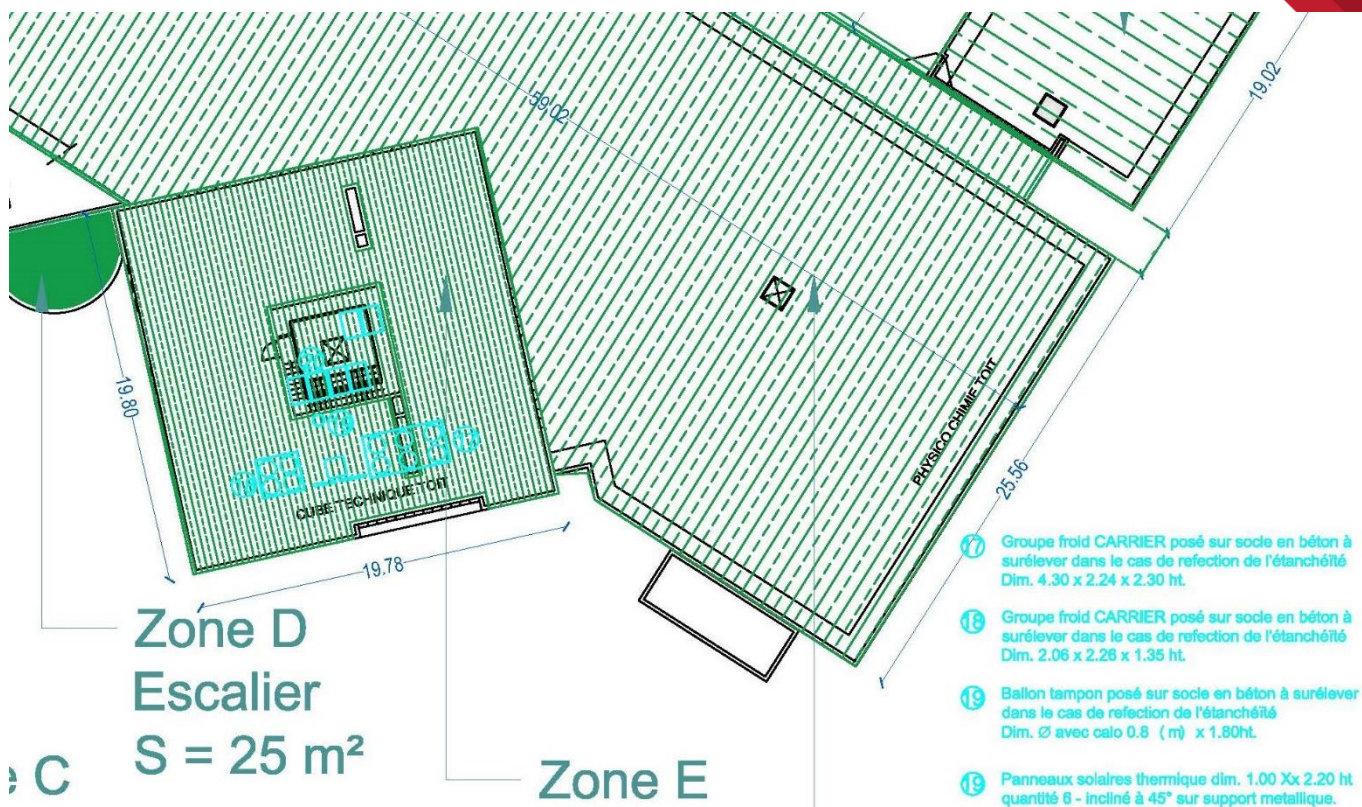 59.02
19.02
19.80
PHYSICO CHIMIE TOIT
25.56
CUBE TECHNIQUE TOIT
19.78
17 Groupe froid CARRIER posé sur socle en béton à
surélever dans le cas de refection de l'étanchéïté
Dim. 4.30 x 2.24 x 2.30 ht.
18 Groupe froid CARRIER posé sur socle en béton à
surélever dans le cas de refection de l'étanchéïté
Dim. 2.06 x 2.26 x 1.35 ht.
19 Ballon tampon posé sur socle en béton à surélever
dans le cas de refection de l'étanchéïté
Dim. Ø avec calo 0.8 ( m) x 1.80ht.
19 Panneaux solaires thermique dim. 1.00 Xx 2.20 ht
quantité 6 - incliné à 45° sur support metallique.
Zone D
Escalier
S = 25 m²
e C
Zone E